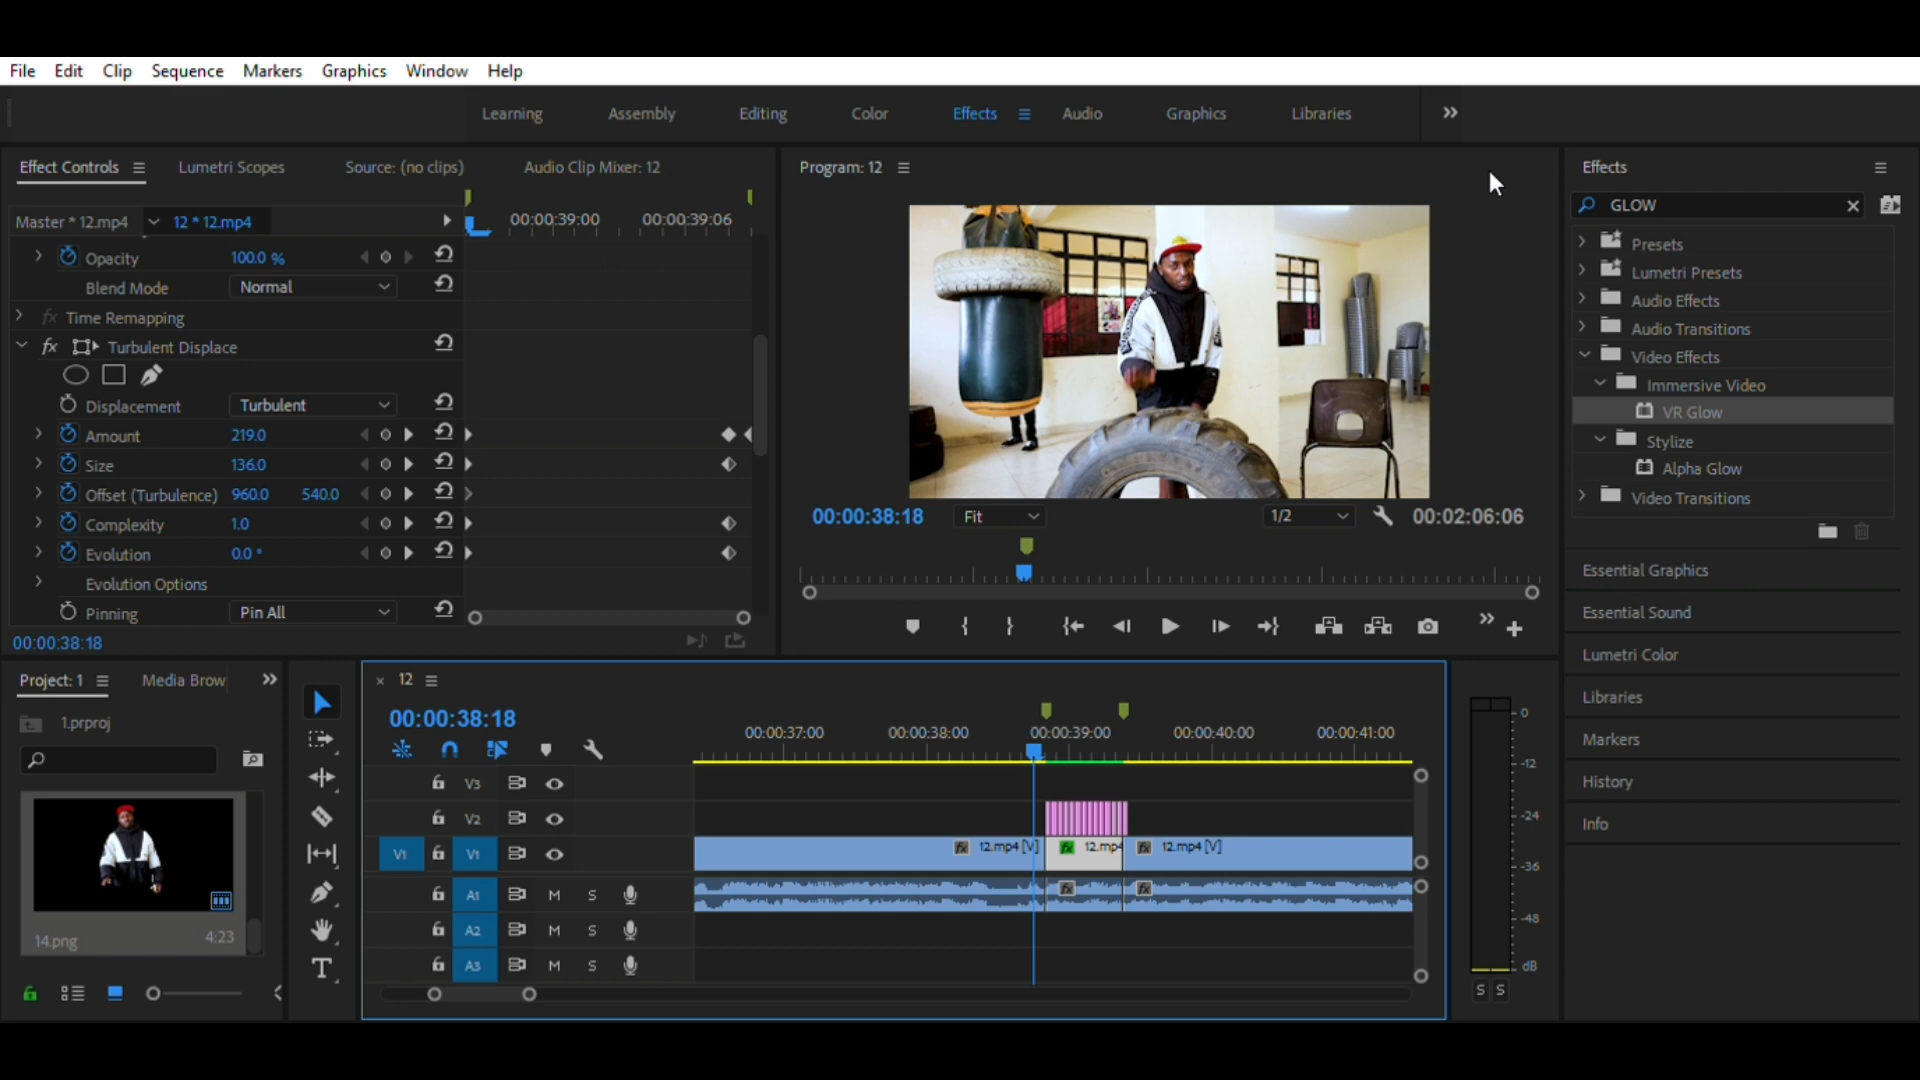 File Edit Clip Sequence Markers Graphics Window Help
Learning Assembly Editing Color Effects Audio Graphics Libraries
Effect Controls Lumetri Scopes Source: (no clips) Audio Clip Mixer: 12
Master * 12.mp4 12 * 12.mp4 00:00:39:00 00:00:39:06
Opacity 100.0 %
Blend Mode Normal
fx Time Remapping
fx Turbulent Displace
Displacement Turbulent
Amount 219.0
Size 136.0
Offset (Turbulence) 960.0 540.0
Complexity 1.0
Evolution 0.0 °
Evolution Options
Pinning Pin All
00:00:38:18
Program: 12
00:00:38:18 Fit 1/2 00:02:06:06
Effects
GLOW
Presets
Lumetri Presets
Audio Effects
Audio Transitions
Video Effects
Immersive Video
VR Glow
Stylize
Alpha Glow
Video Transitions
Essential Graphics
Essential Sound
Lumetri Color
Libraries
Markers
History
Info
Project: 1 Media Brow
1.prproj
14.png 4:23
12
00:00:38:18
00:00:37:00 00:00:38:00 00:00:39:00 00:00:40:00 00:00:41:00
V3
V2
V1 V1 fx 12.mp4 [V] fx 12.mp4 fx 12.mp4 [V]
A1 M S fx fx
A2 M S
A3 M S
0
-12
-24
-36
-48
dB
S S